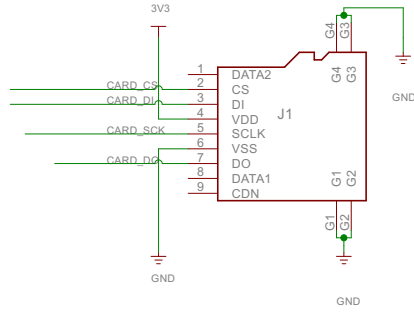 3V3
G4
G3
1 DATA2
CARD_CS 2 CS
CARD_DI 3 DI
4 VDD
CARD_SCK 5 SCLK
6 VSS
CARD_DO 7 DO
8 DATA1
9 CDN
J1
G4
G3
G1
G2
G1
G2
GND
GND
GND